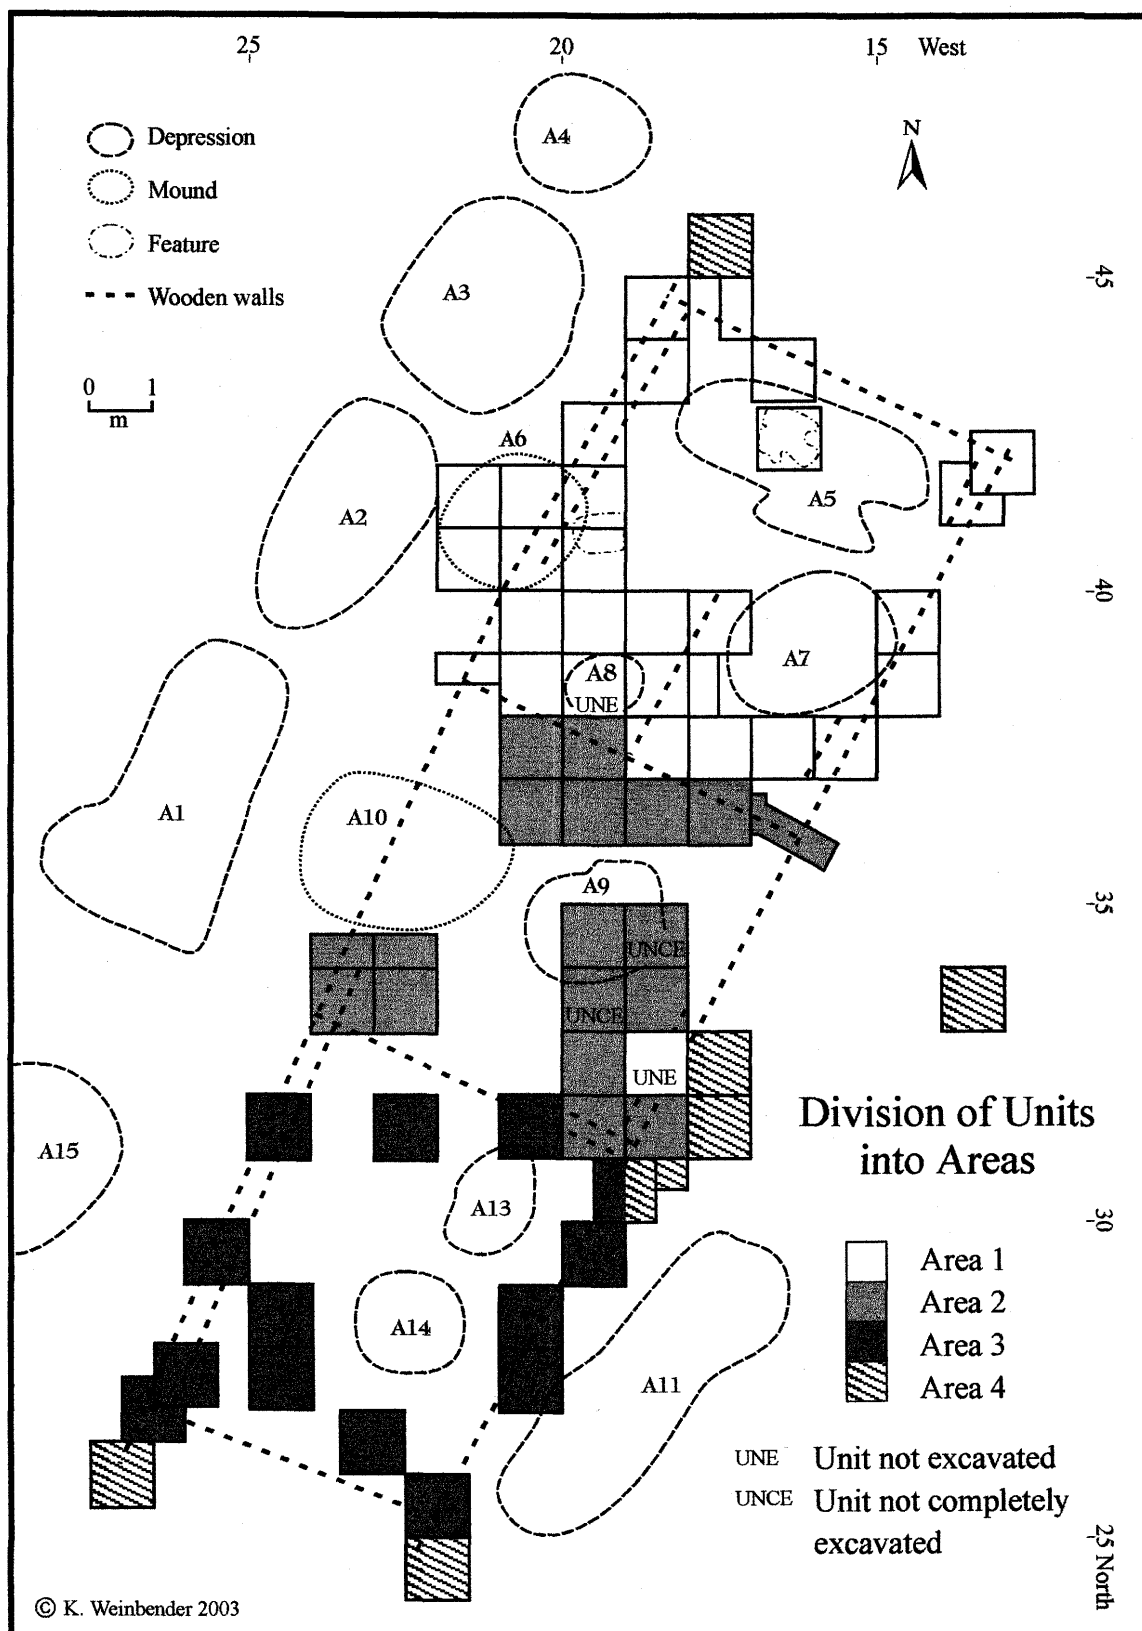 25 20 15 West
A4
N
Depression
Mound
Feature
Wooden walls
0 1
m
A3
45
A6
A2
A5
40
A8
A7
UNE
A1
A10
A9
35
UNCE
UNCE
UNE
Division of Units
into Areas
A15
A13
30
Area 1
Area 2
Area 3
Area 4
A14
A11
UNE Unit not excavated
UNCE Unit not completely
excavated
25 North
© K. Weinbender 2003